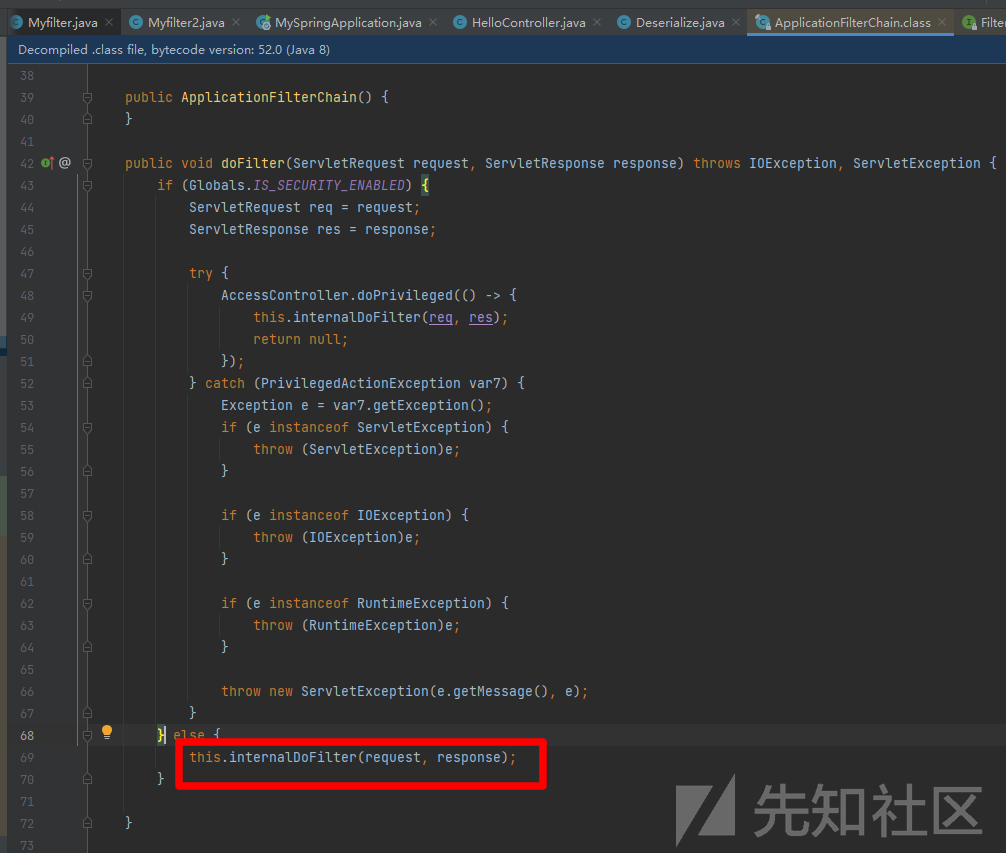 Myfilter.java × Myfilter2.java × MySpringApplication.java × HelloController.java × Deserialize.java × ApplicationFilterChain.class × Filte
Decompiled .class file, bytecode version: 52.0 (Java 8)
38
39 public ApplicationFilterChain() {
40 }
41
42 @ public void doFilter(ServletRequest request, ServletResponse response) throws IOException, ServletException {
43 if (Globals.IS_SECURITY_ENABLED) {
44 ServletRequest req = request;
45 ServletResponse res = response;
46
47 try {
48 AccessController.doPrivileged(() -> {
49 this.internalDoFilter(req, res);
50 return null;
51 });
52 } catch (PrivilegedActionException var7) {
53 Exception e = var7.getException();
54 if (e instanceof ServletException) {
55 throw (ServletException)e;
56 }
57
58 if (e instanceof IOException) {
59 throw (IOException)e;
60 }
61
62 if (e instanceof RuntimeException) {
63 throw (RuntimeException)e;
64 }
65
66 throw new ServletException(e.getMessage(), e);
67 }
68 } else {
69 this.internalDoFilter(request, response);
70 }
71
72 }
73
先知社区